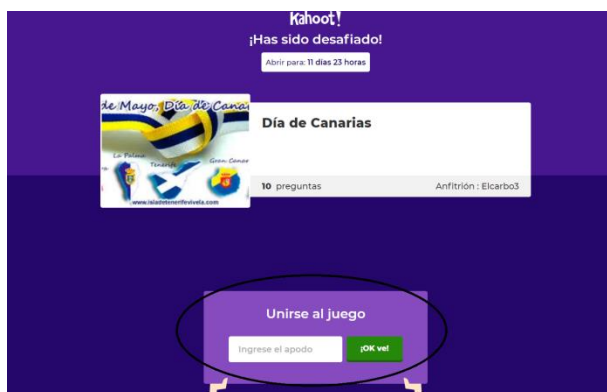 Kahoot!
¡Has sido desafiado!
Abrir para: 11 días 23 horas
de Mayo, Día de Canar
La Palma
Tenerife
Gran Canar
www.isladetenerifevivela.com
Día de Canarias
10 preguntas
Anfitrión : Elcarbo3
Unirse al juego
Ingrese el apodo
¡OK ve!